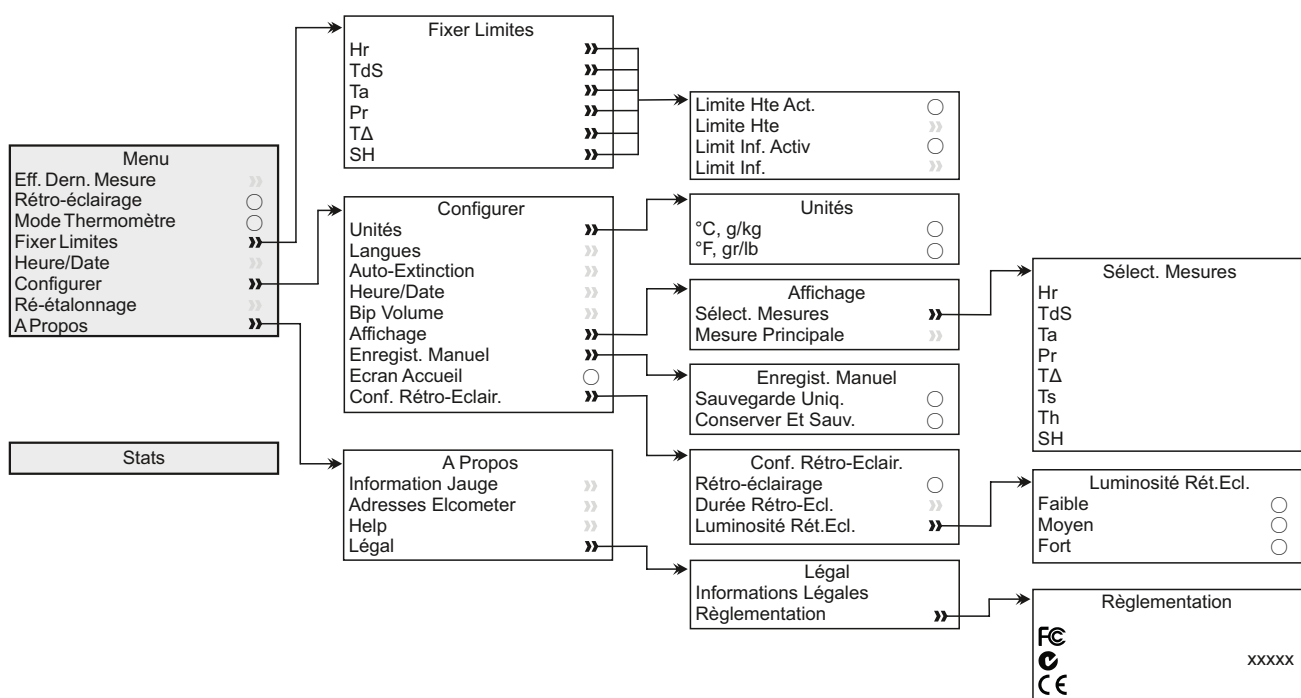 Menu
Eff. Dern. Mesure
Rétro-éclairage
Mode Thermomètre
Fixer Limites
Heure/Date
Configurer
Ré-étalonnage
A Propos
Stats
Fixer Limites
Hr
TdS
Ta
Pr
TΔ
SH
Configurer
Unités
Langues
Auto-Extinction
Heure/Date
Bip Volume
Affichage
Enregist. Manuel
Ecran Accueil
Conf. Rétro-Eclair.
A Propos
Information Jauge
Adresses Elcometer
Help
Légal
Limite Hte Act.
Limite Hte
Limit Inf. Activ
Limit Inf.
Unités
°C, g/kg
°F, gr/lb
Affichage
Sélect. Mesures
Mesure Principale
Enregist. Manuel
Sauvegarde Uniq.
Conserver Et Sauv.
Conf. Rétro-Eclair.
Rétro-éclairage
Durée Rétro-Ecl.
Luminosité Rét.Ecl.
Légal
Informations Légales
Règlementation
Sélect. Mesures
Hr
TdS
Ta
Pr
TΔ
Ts
Th
SH
Luminosité Rét.Ecl.
Faible
Moyen
Fort
Règlementation
FC
xxxxx
CE